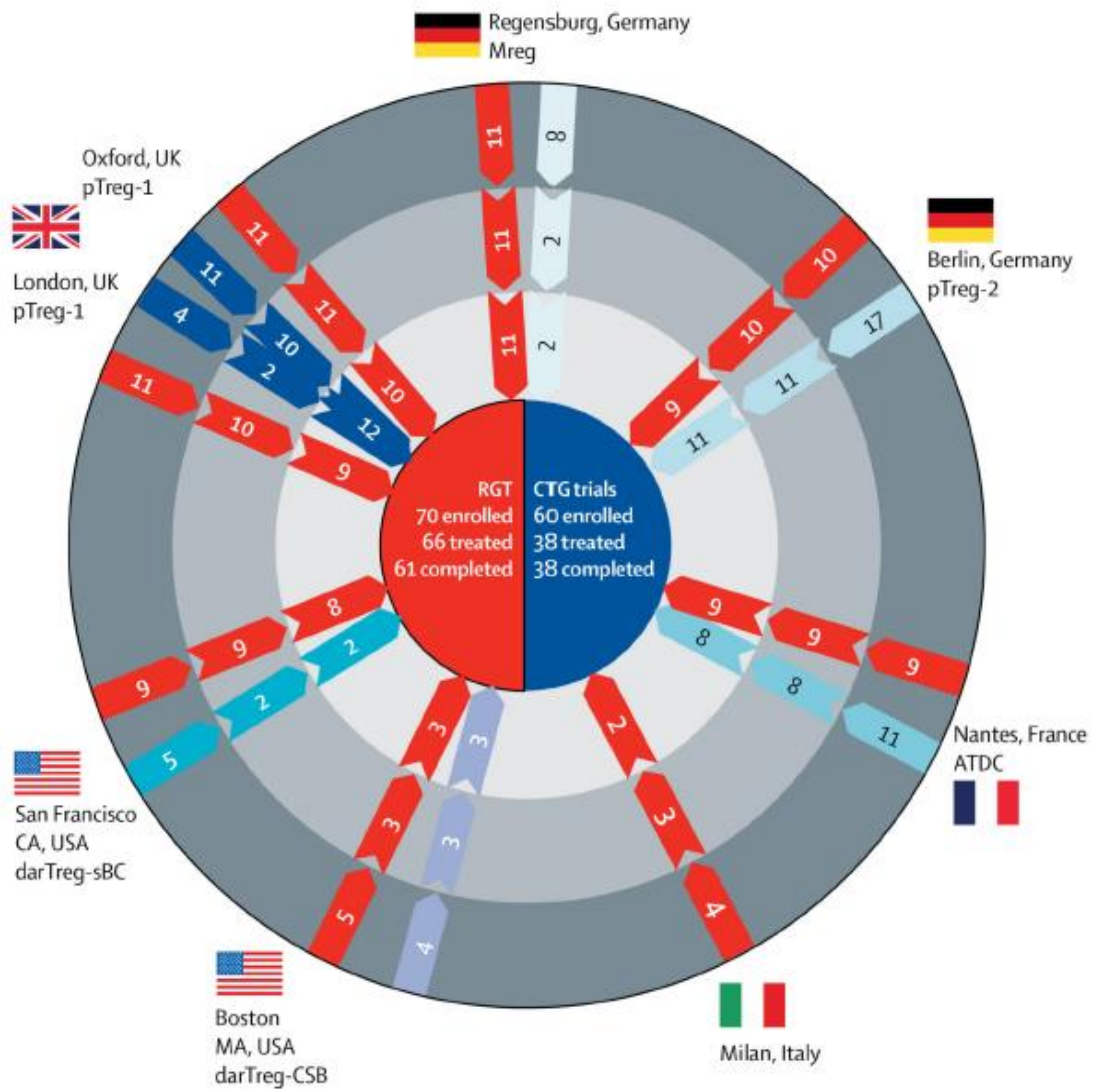 Regensburg, Germany
Mreg
Oxford, UK
pTreg-1
London, UK
pTreg-1
Berlin, Germany
pTreg-2
11
8
11
2
11
2
11
11
10
11
4
10
2
12
11
10
9
10
10
9
17
11
11
RGT
70 enrolled
66 treated
61 completed
CTG trials
60 enrolled
38 treated
38 completed
9
9
8
5
2
2
5
3
3
4
3
3
4
3
2
9
9
9
8
8
11
Nantes, France
ATDC
San Francisco
CA, USA
darTreg-sBC
Boston
MA, USA
darTreg-CSB
Milan, Italy